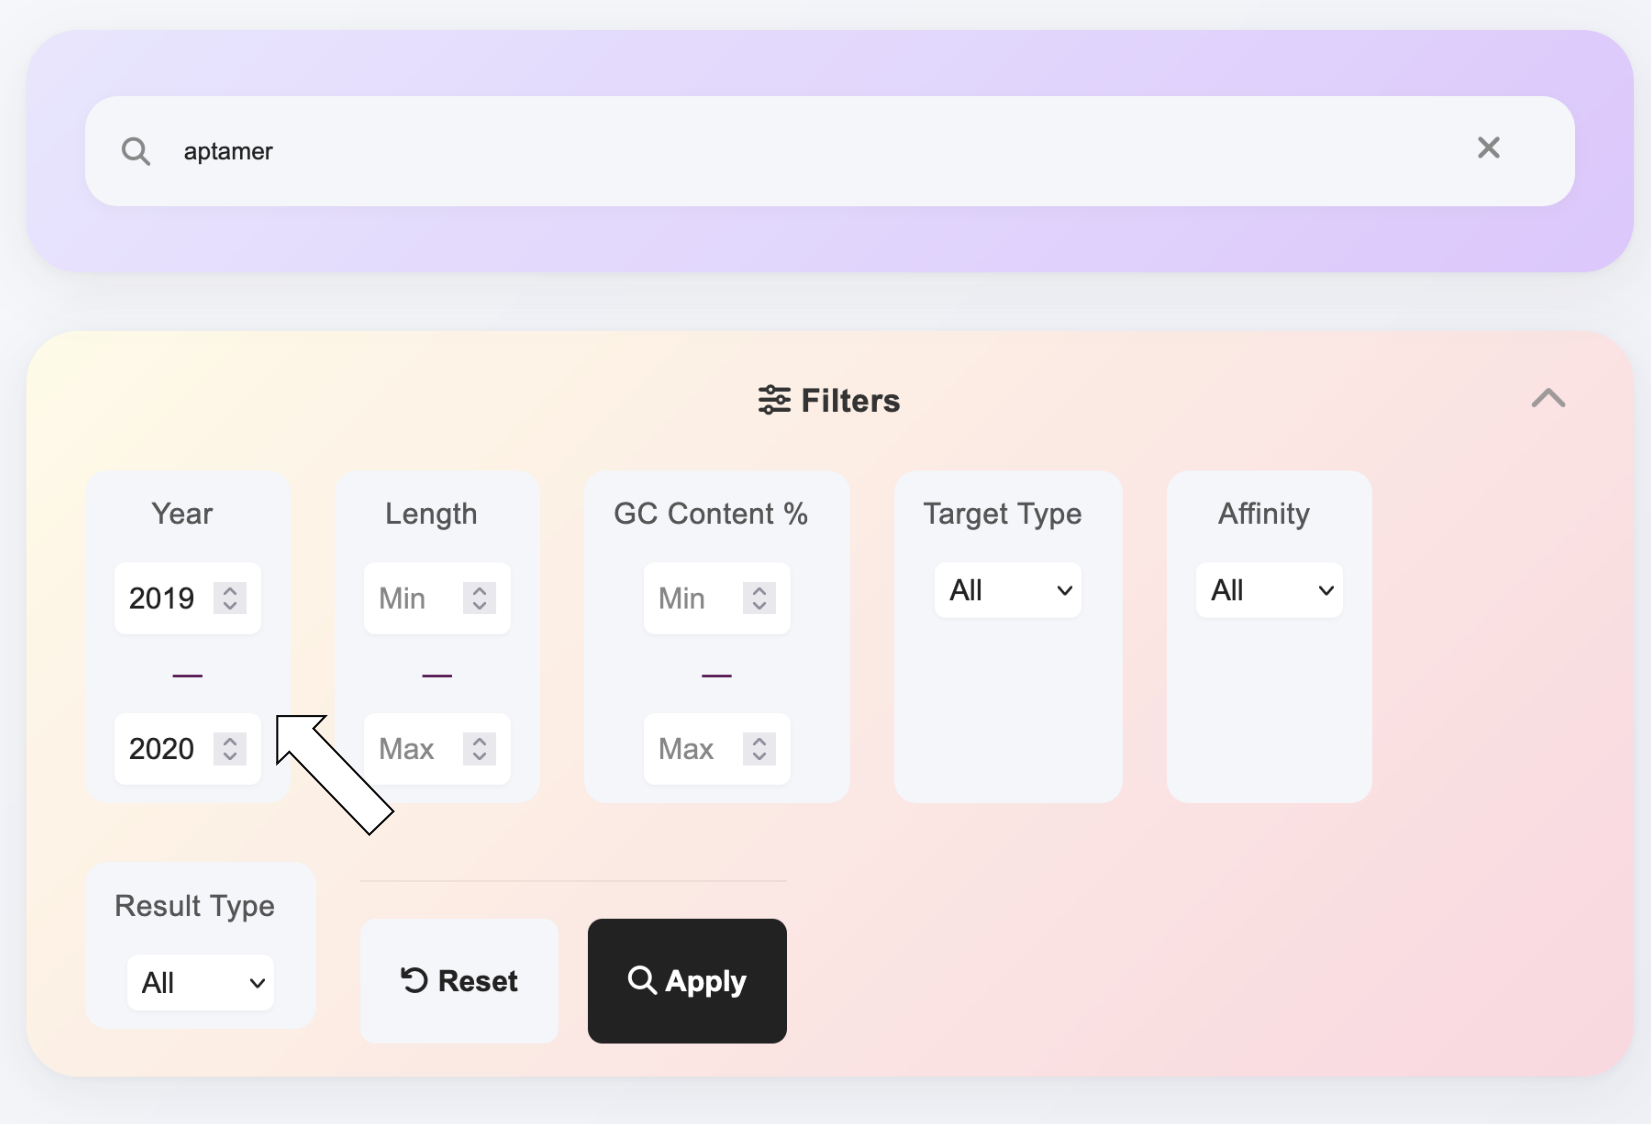 aptamer
Filters
Year
2019
—
2020
Length
Min
—
Max
GC Content %
Min
—
Max
Target Type
All
Affinity
All
Result Type
All
Reset
Apply